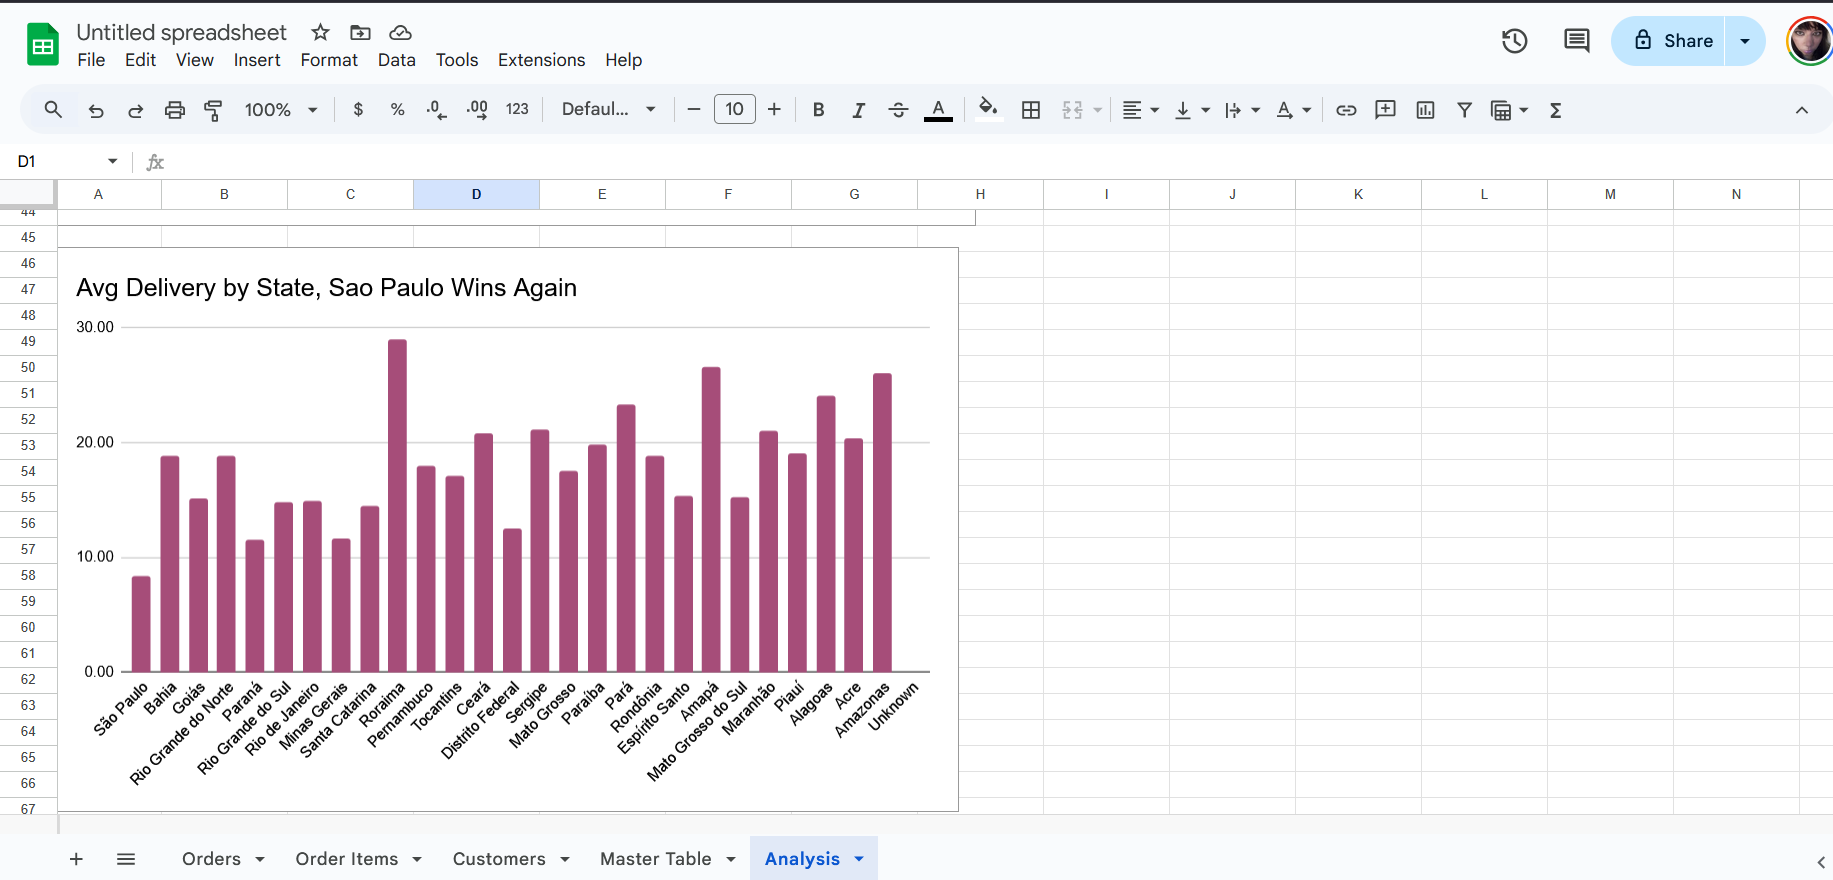 Untitled spreadsheet
File Edit View Insert Format Data Tools Extensions Help
Share
100% $ % .0 .00 123 Defaul... 10 B I A
D1 fx
A B C D E F G H I J K L M N
44
45
46
47
48
49
50
51
52
53
54
55
56
57
58
59
60
61
62
63
64
65
66
67
Avg Delivery by State, Sao Paulo Wins Again
30.00
20.00
10.00
0.00
São Paulo
Bahia
Goiás
Rio Grande do Norte
Paraná
Rio Grande do Sul
Rio de Janeiro
Minas Gerais
Santa Catarina
Roraima
Pernambuco
Tocantins
Ceará
Distrito Federal
Sergipe
Mato Grosso
Paraíba
Pará
Rondônia
Espírito Santo
Amapá
Mato Grosso do Sul
Maranhão
Piauí
Alagoas
Acre
Amazonas
Unknown
Orders Order Items Customers Master Table Analysis